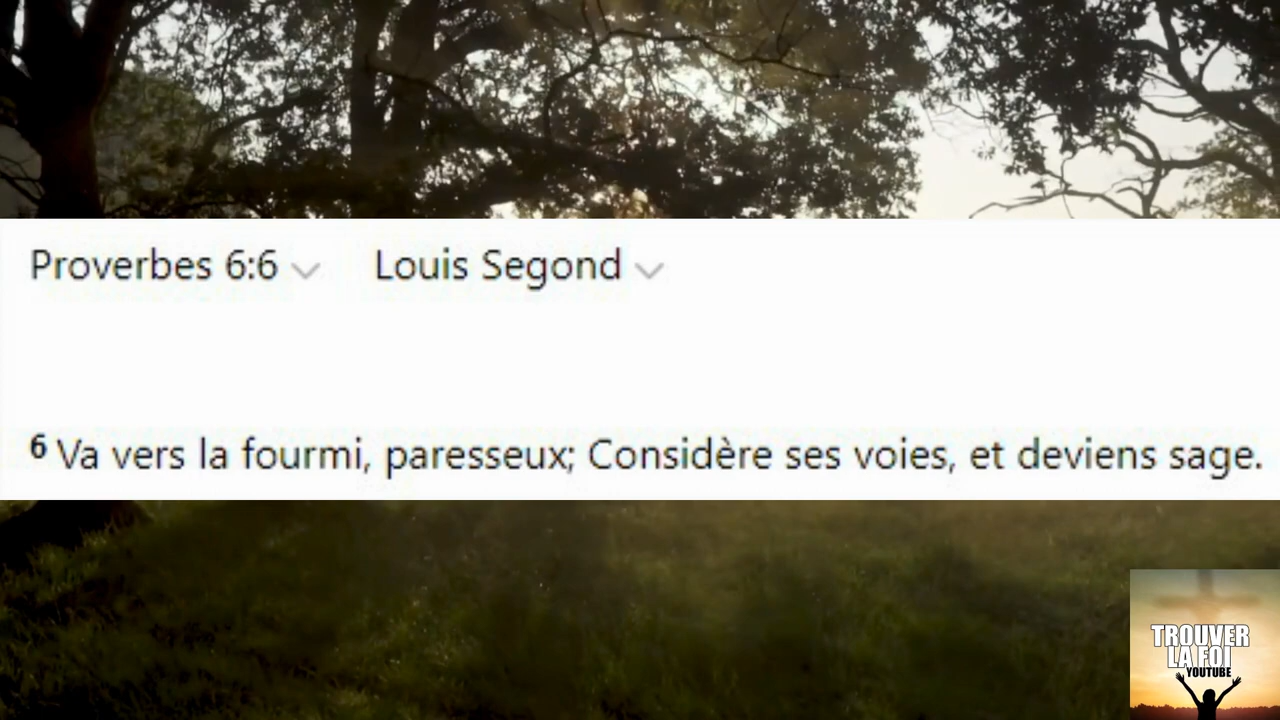 Proverbes 6:6 Louis Segond
6 Va vers la fourmi, paresseux; Considère ses voies, et deviens sage.
TROUVER
LA FOI
YOUTUBE